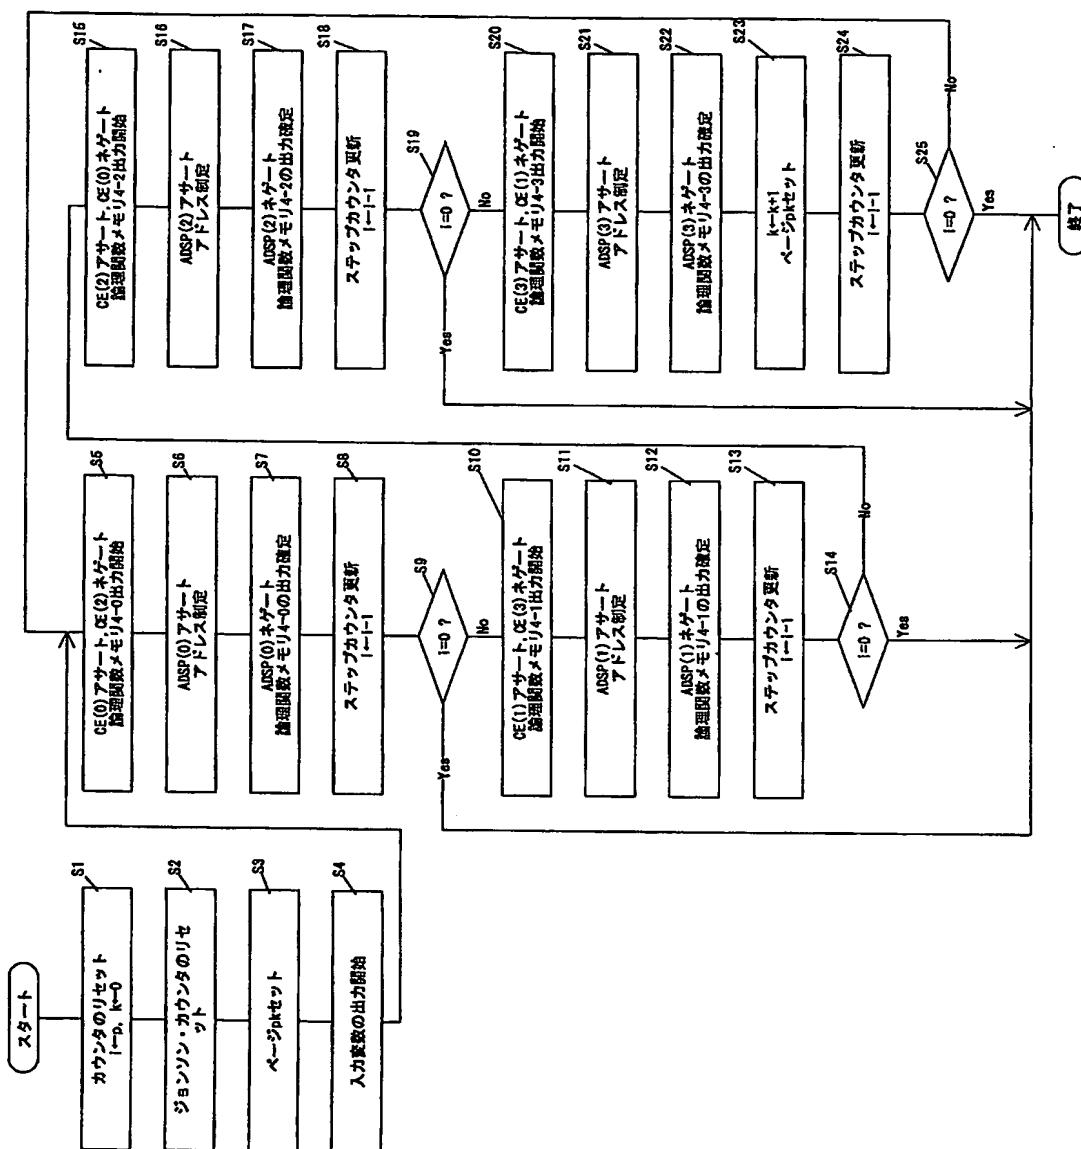 スタート
S1
カウンタのリセット
i←p, k←0
S2
ジョンソン・カウンタのリセ
ット
S3
ページpkセット
S4
入力変数の出力開始
S5
CE(0)アサート,CE(2)ネゲート
論理関数メモリ4-0出力開始
S6
ADSP(0)アサート
アドレス制定
S7
ADSP(0)ネゲート
論理関数メモリ4-0の出力確定
S8
ステップカウンタ更新
i←i-1
S9
i=0 ?
Yes
No
S10
CE(1)アサート,CE(3)ネゲート
論理関数メモリ4-1出力開始
S11
ADSP(1)アサート
アドレス制定
S12
ADSP(1)ネゲート
論理関数メモリ4-1の出力確定
S13
ステップカウンタ更新
i←i-1
S14
i=0 ?
No
Yes
S15
CE(2)アサート,CE(0)ネゲート
論理関数メモリ4-2出力開始
S16
ADSP(2)アサート
アドレス制定
S17
ADSP(2)ネゲート
論理関数メモリ4-2の出力確定
S18
ステップカウンタ更新
i←i-1
S19
i=0 ?
Yes
No
S20
CE(3)アサート,CE(1)ネゲート
論理関数メモリ4-3出力開始
S21
ADSP(3)アサート
アドレス制定
S22
ADSP(3)ネゲート
論理関数メモリ4-3の出力確定
S23
k←k+1
ページpkセット
S24
ステップカウンタ更新
i←i-1
S25
i=0 ?
No
Yes
終了